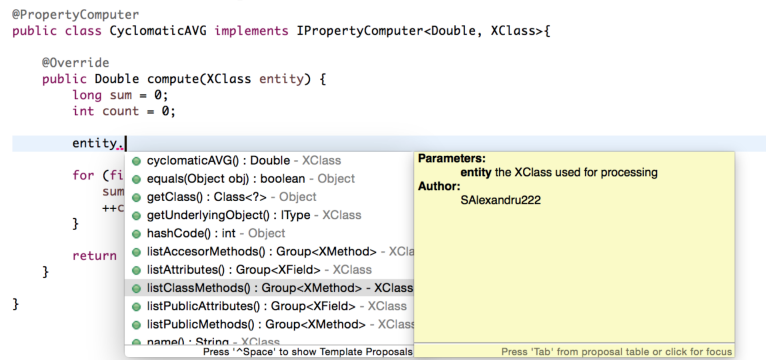 @PropertyComputer
public class CyclomaticAVG implements IPropertyComputer<Double, XClass>{
@Override
public Double compute(XClass entity) {
long sum = 0;
int count = 0;
entity.
for (fi
sum
++c
}
return
}
}
cyclomaticAVG() : Double - XClass
equals(Object obj) : boolean - Object
getClass() : Class<?> - Object
getUnderlyingObject() : IType - XClass
hashCode() : int - Object
listAccesorMethods() : Group<XMethod> - XCla
listAttributes() : Group<XField> - XClass
listClassMethods() : Group<XMethod> - XClass
listPublicAttributes() : Group<XField> - XClas
listPublicMethods() : Group<XMethod> - XClass
name() : String - XClass
Press '^Space' to show Template Proposals
Parameters:
entity the XClass used for processing
Author:
SAlexandru222
Press 'Tab' from proposal table or click for focus